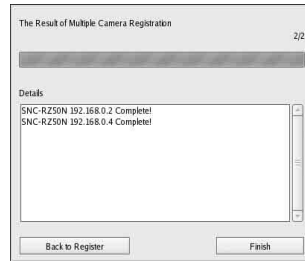 The Result of Multiple Camera Registration
2/2
Details
SNC-RZ50N 192.168.0.2 Complete!
SNC-RZ50N 192.168.0.4 Complete!
Back to Register
Finish